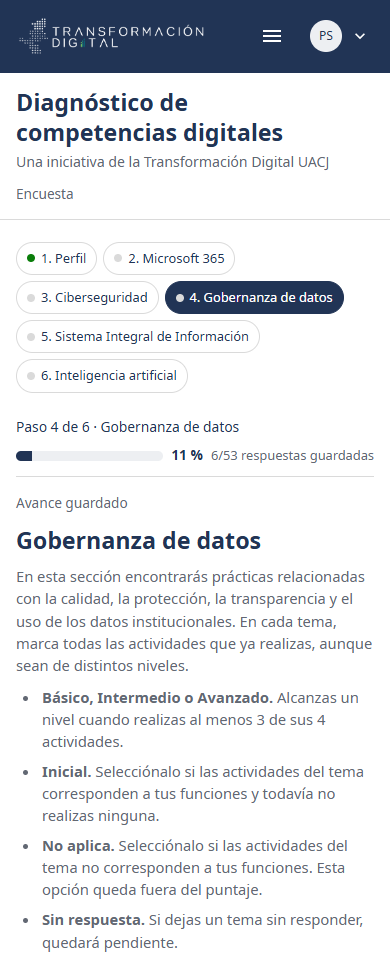 TRANSFORMACIÓN
DIGITAL
PS
Diagnóstico de
competencias digitales
Una iniciativa de la Transformación Digital UACJ
Encuesta
1. Perfil
2. Microsoft 365
3. Ciberseguridad
4. Gobernanza de datos
5. Sistema Integral de Información
6. Inteligencia artificial
Paso 4 de 6 · Gobernanza de datos
11 % 6/53 respuestas guardadas
Avance guardado
Gobernanza de datos
En esta sección encontrarás prácticas relacionadas
con la calidad, la protección, la transparencia y el
uso de los datos institucionales. En cada tema,
marca todas las actividades que ya realizas, aunque
sean de distintos niveles.
• Básico, Intermedio o Avanzado. Alcanzas un
nivel cuando realizas al menos 3 de sus 4
actividades.
• Inicial. Selecciónalo si las actividades del tema
corresponden a tus funciones y todavía no
realizas ninguna.
• No aplica. Selecciónalo si las actividades del
tema no corresponden a tus funciones. Esta
opción queda fuera del puntaje.
• Sin respuesta. Si dejas un tema sin responder,
quedará pendiente.